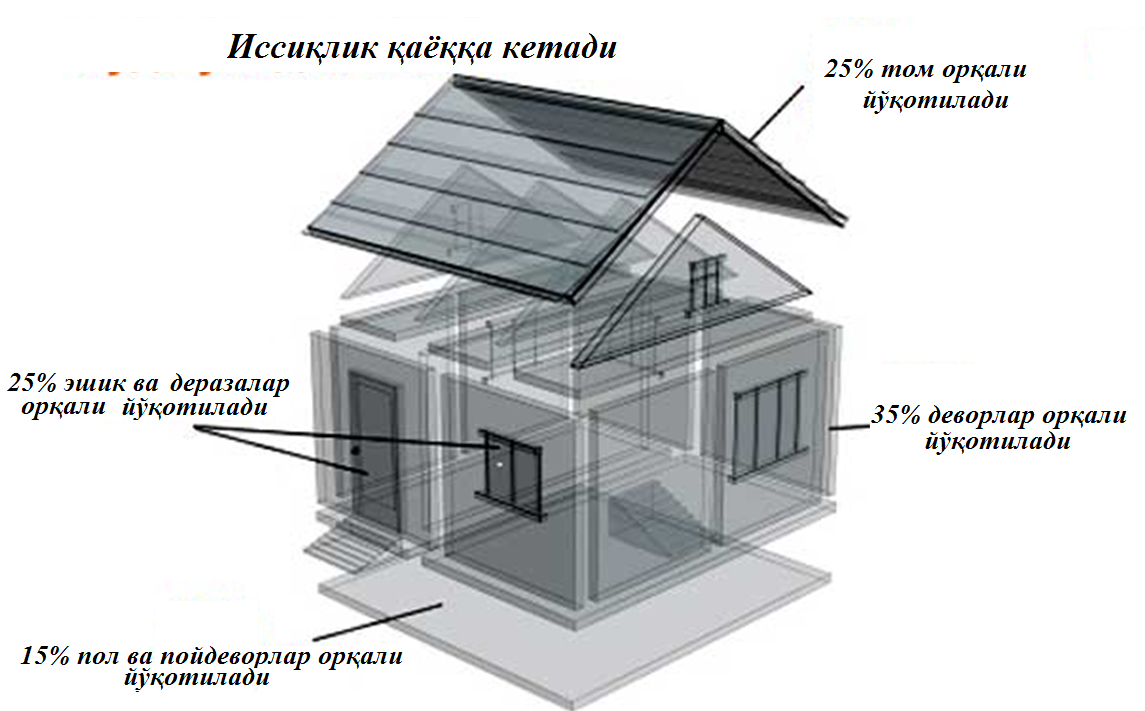 Иссиқлик қаёққа кетади
25% том орқали
йўқотилади
25% эшик ва деразалар
орқали йўқотилади
35% деворлар орқали
йўқотилади
15% пол ва пойдеворлар орқали
йўқотилади